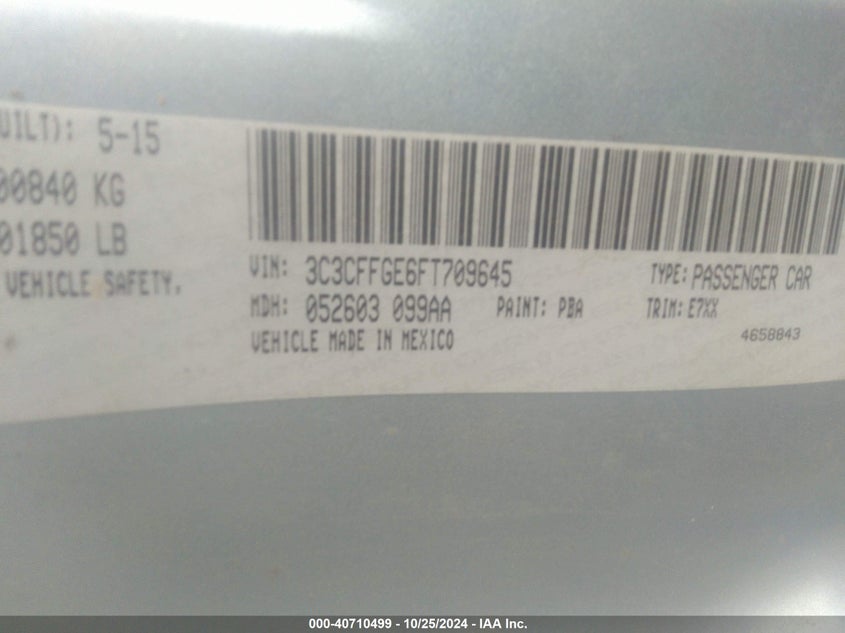 UILT): 5-15
00840 KG
01850 LB
VEHICLE SAFETY.
VIN: 3C3CFFGE6FT709645 TYPE: PASSENGER CAR
MDH: 052603 099AA PAINT: PBA TRIM: E7XX
VEHICLE MADE IN MEXICO 4658843
000-40710499 - 10/25/2024 - IAA Inc.